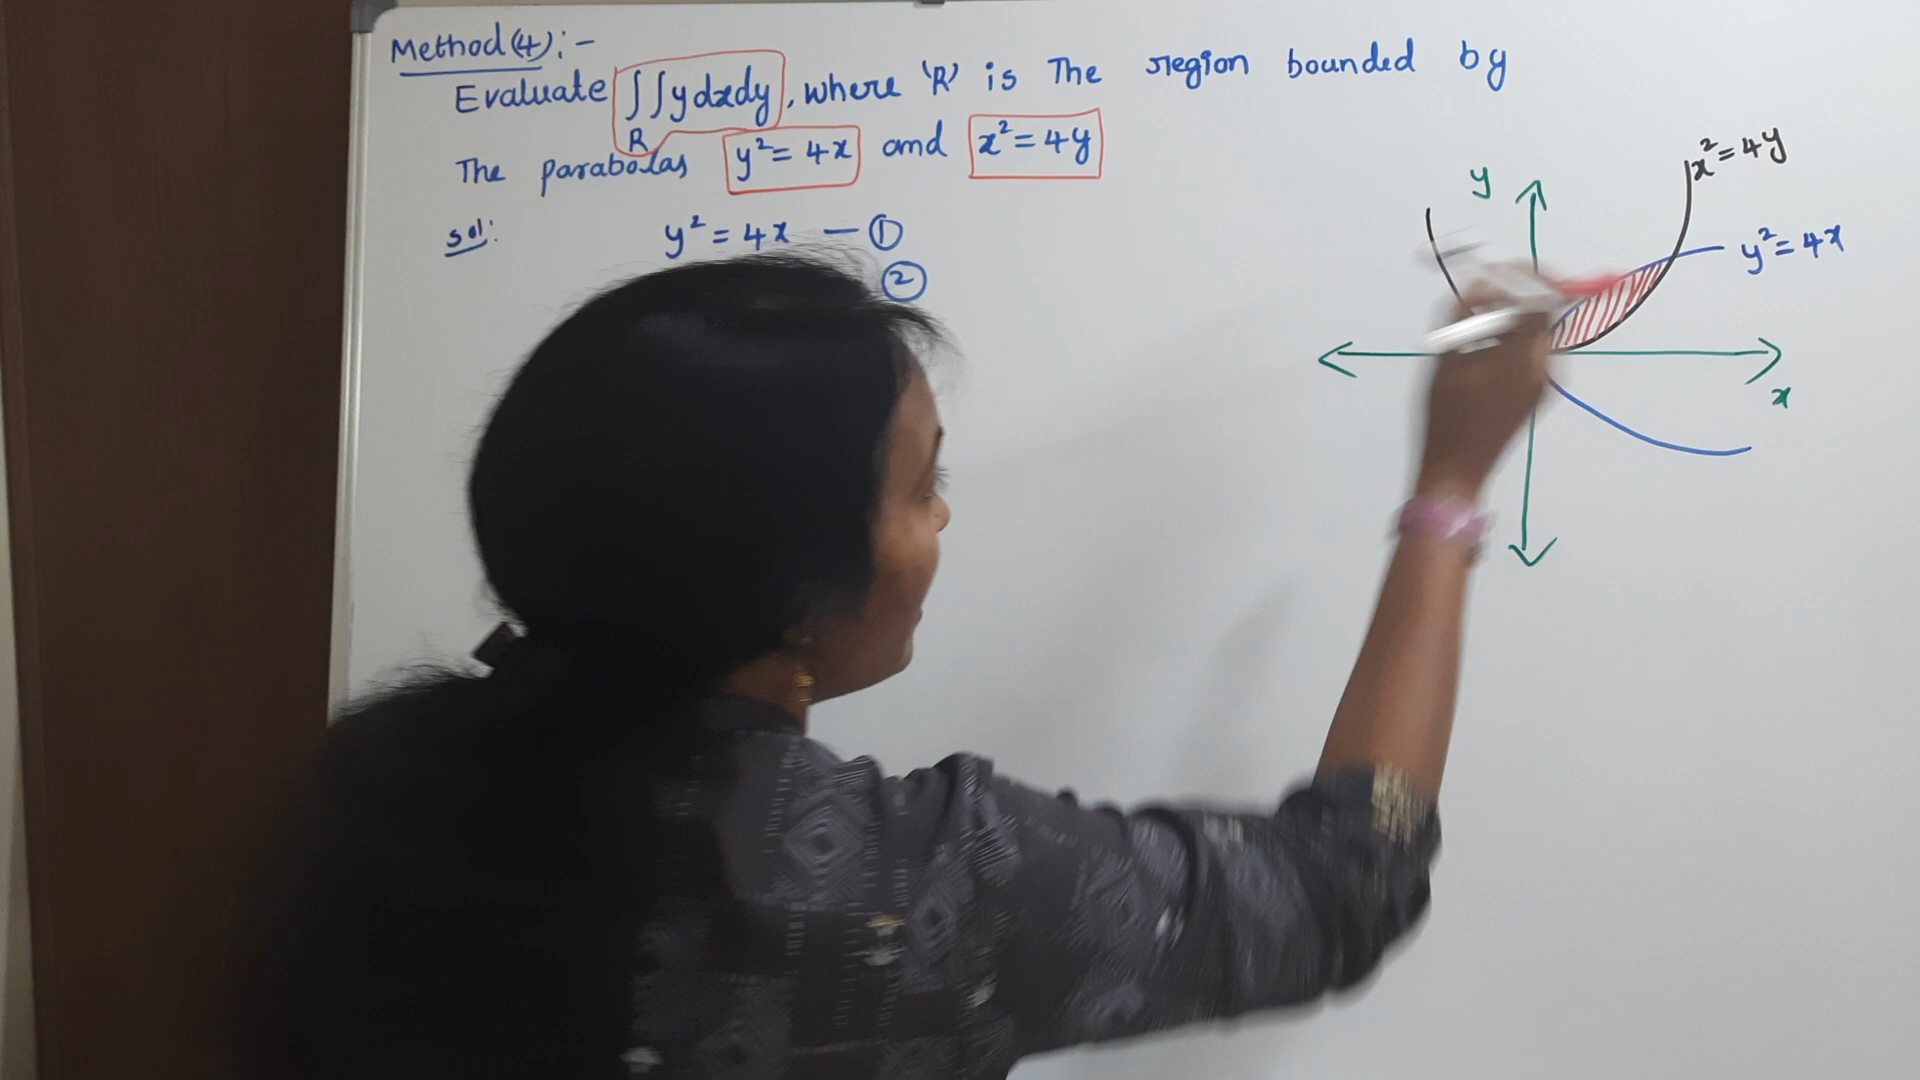 Method(4):-
Evaluate ∫∫ydxdy, where 'R' is The region bounded by
R
The parabolas y²=4x and x²=4y
sol:
y²=4x —①
②
x²=4y
y
y²=4x
x